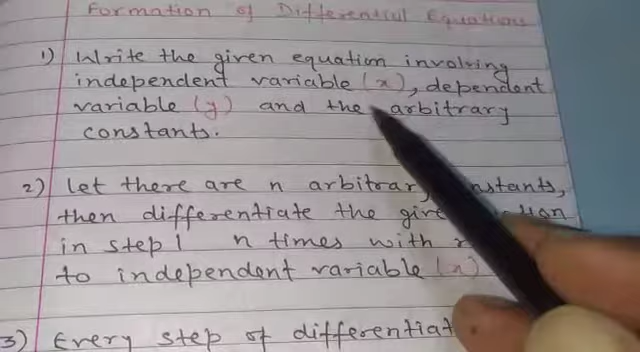 Formation of Differential Equations
1) Write the given equation involving
independent variable (x), dependent
variable (y) and the arbitrary
constants.
2) let there are n arbitrary
then differentiate the
in step 1 n times with
to independent variable (x)
3) Every step of